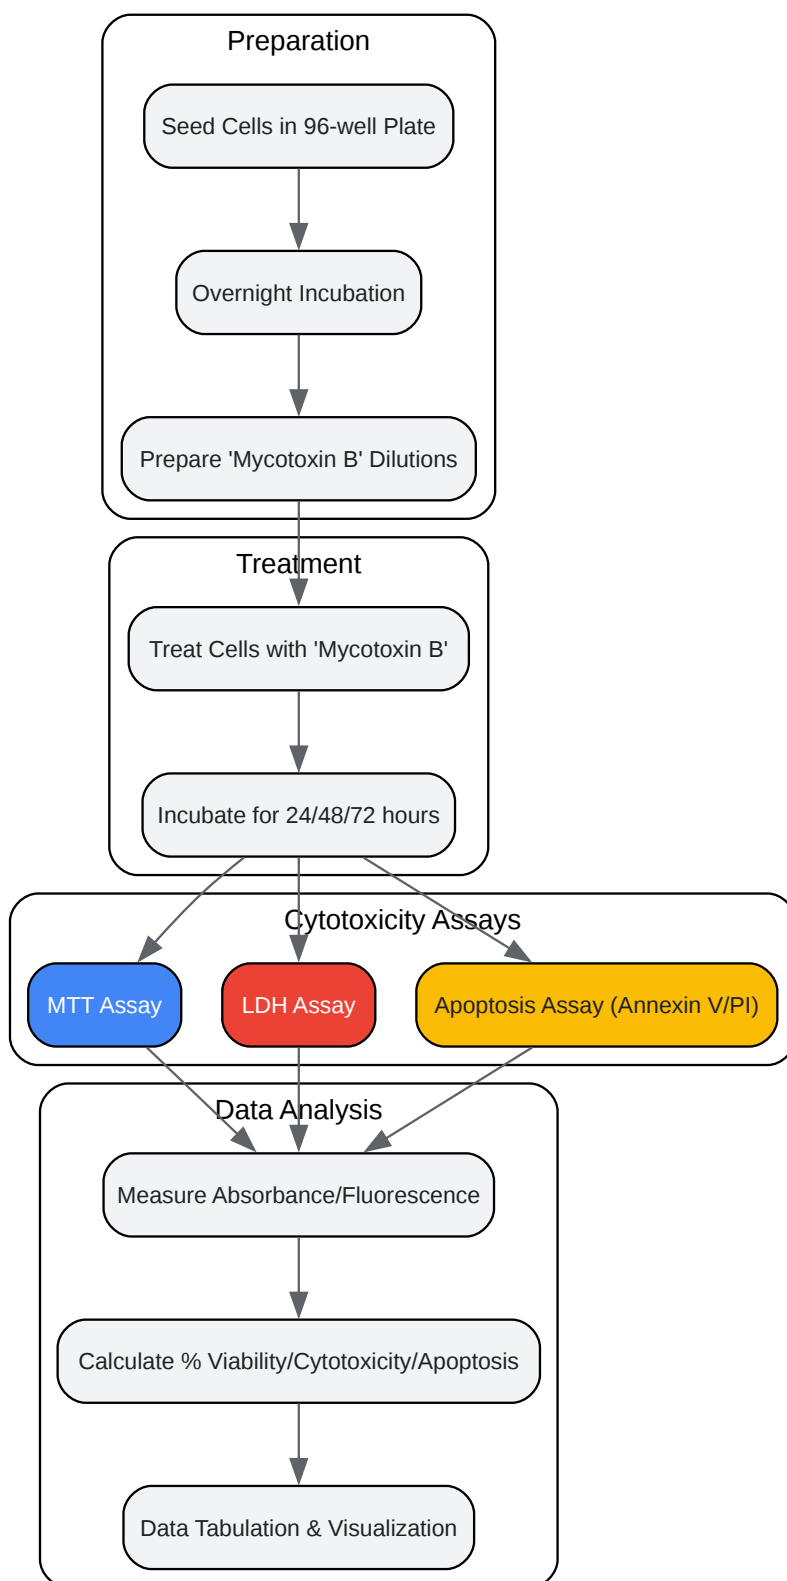 Preparation
Seed Cells in 96-well Plate
Overnight Incubation
Prepare 'Mycotoxin B' Dilutions
Treatment
Treat Cells with 'Mycotoxin B'
Incubate for 24/48/72 hours
Cytotoxicity Assays
MTT Assay
LDH Assay
Apoptosis Assay (Annexin V/PI)
Data Analysis
Measure Absorbance/Fluorescence
Calculate % Viability/Cytotoxicity/Apoptosis
Data Tabulation & Visualization